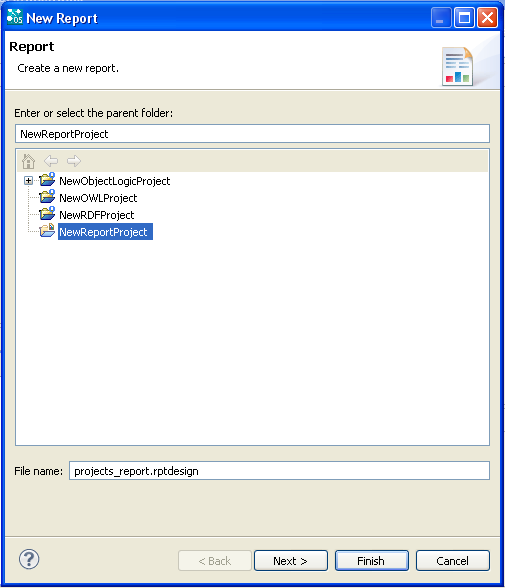 New Report
Report
Create a new report.
Enter or select the parent folder:
NewReportProject
NewObjectLogicProject
NewOWLProject
NewRDFProject
NewReportProject
File name: projects_report.rptdesign
? < Back Next > Finish Cancel